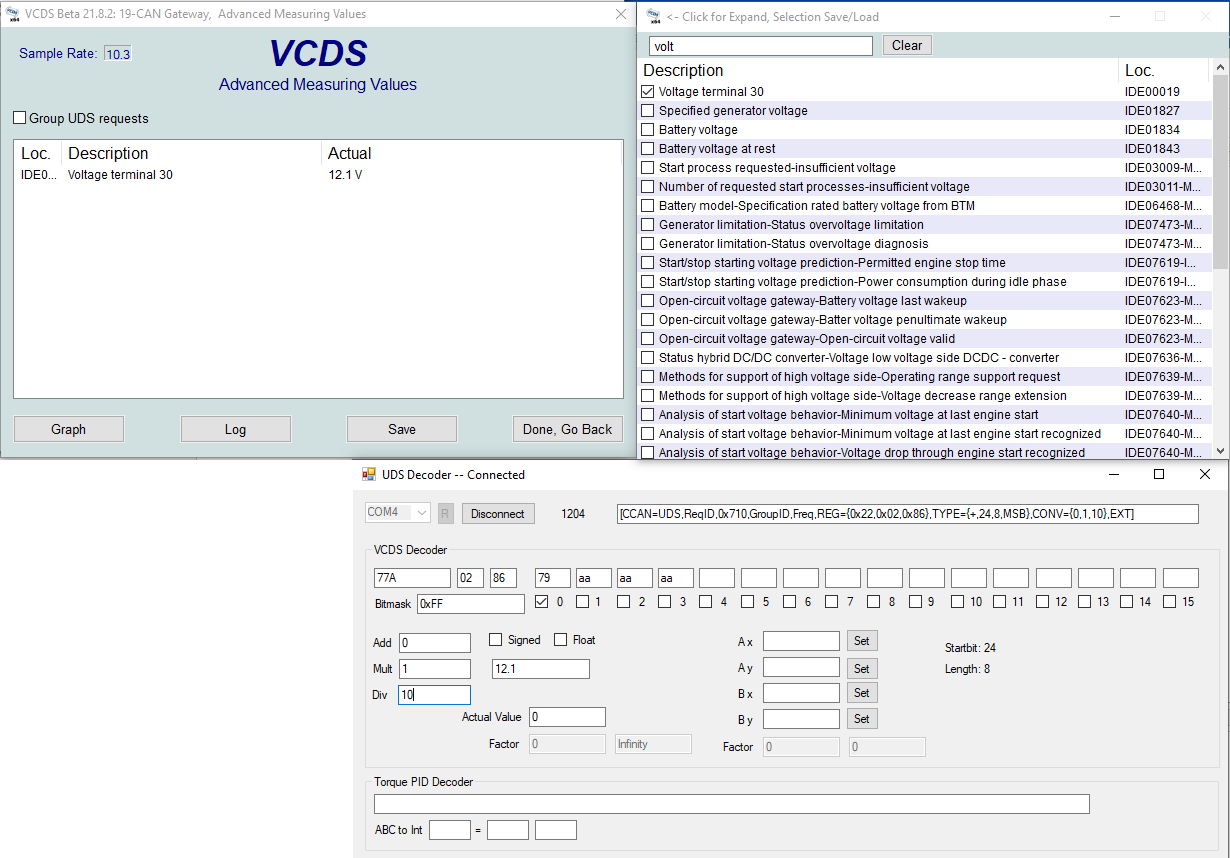 VCDS Beta 21.8.2: 19-CAN Gateway, Advanced Measuring Values
Sample Rate: 10.3
VCDS
Advanced Measuring Values
Group UDS requests
Loc. Description Actual
IDE0... Voltage terminal 30 12.1 V
Graph Log Save Done, Go Back
<- Click for Expand, Selection Save/Load
volt Clear
Description Loc.
Voltage terminal 30 IDE00019
Specified generator voltage IDE01827
Battery voltage IDE01834
Battery voltage at rest IDE01843
Start process requested-insufficient voltage IDE03009-M...
Number of requested start processes-insufficient voltage IDE03011-M...
Battery model-Specification rated battery voltage from BTM IDE06468-M...
Generator limitation-Status overvoltage limitation IDE07473-M...
Generator limitation-Status overvoltage diagnosis IDE07473-M...
Start/stop starting voltage prediction-Permitted engine stop time IDE07619-I...
Start/stop starting voltage prediction-Power consumption during idle phase IDE07619-I...
Open-circuit voltage gateway-Battery voltage last wakeup IDE07623-M...
Open-circuit voltage gateway-Batter voltage penultimate wakeup IDE07623-M...
Open-circuit voltage gateway-Open-circuit voltage valid IDE07623-M...
Status hybrid DC/DC converter-Voltage low voltage side DCDC - converter IDE07636-M...
Methods for support of high voltage side-Operating range support request IDE07639-M...
Methods for support of high voltage side-Voltage decrease range extension IDE07639-M...
Analysis of start voltage behavior-Minimum voltage at last engine start IDE07640-M...
Analysis of start voltage behavior-Minimum voltage at last engine start recognized IDE07640-M...
Analysis of start voltage behavior-Voltage drop through engine start recognized IDE07640-M...
UDS Decoder -- Connected
COM4 R Disconnect 1204 [CCAN=UDS,ReqID,0x710,GroupID,Freq,REG={0x22,0x02,0x86},TYPE={+,24,8,MSB},CONV={0,1,10},EXT]
VCDS Decoder
77A 02 86 79 aa aa aa
Bitmask 0xFF 0 1 2 3 4 5 6 7 8 9 10 11 12 13 14 15
Add 0 Signed Float A x Set Startbit: 24
Mult 1 12.1 A y Set Length: 8
Div 10 B x Set
Actual Value 0 B y Set
Factor 0 Infinity Factor 0 0
Torque PID Decoder
ABC to Int =